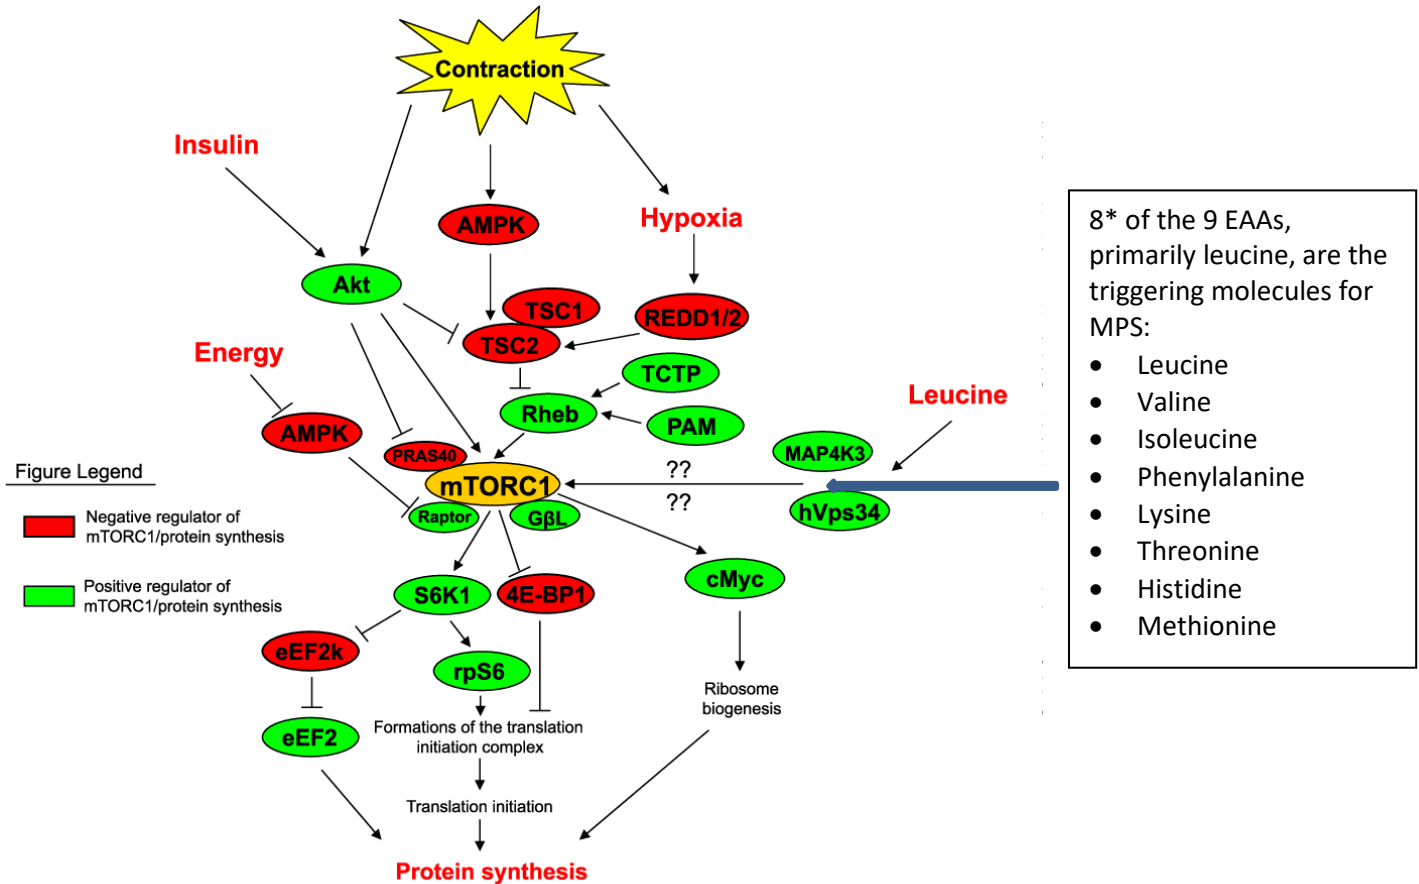 Contraction
Insulin
AMPK
Hypoxia
Akt
TSC1
TSC2
REDD1/2
Energy
TCTP
Rheb
PAM
Leucine
AMPK
PRAS40
MAP4K3
??
mTORC1
??
hVps34
Raptor
GβL
Figure Legend
Negative regulator of
mTORC1/protein synthesis
Positive regulator of
mTORC1/protein synthesis
S6K1
4E-BP1
cMyc
eEF2k
rpS6
Ribosome
biogenesis
eEF2
Formations of the translation
initiation complex
Translation initiation
Protein synthesis
8* of the 9 EAAs,
primarily leucine, are the
triggering molecules for
MPS:
• Leucine
• Valine
• Isoleucine
• Phenylalanine
• Lysine
• Threonine
• Histidine
• Methionine